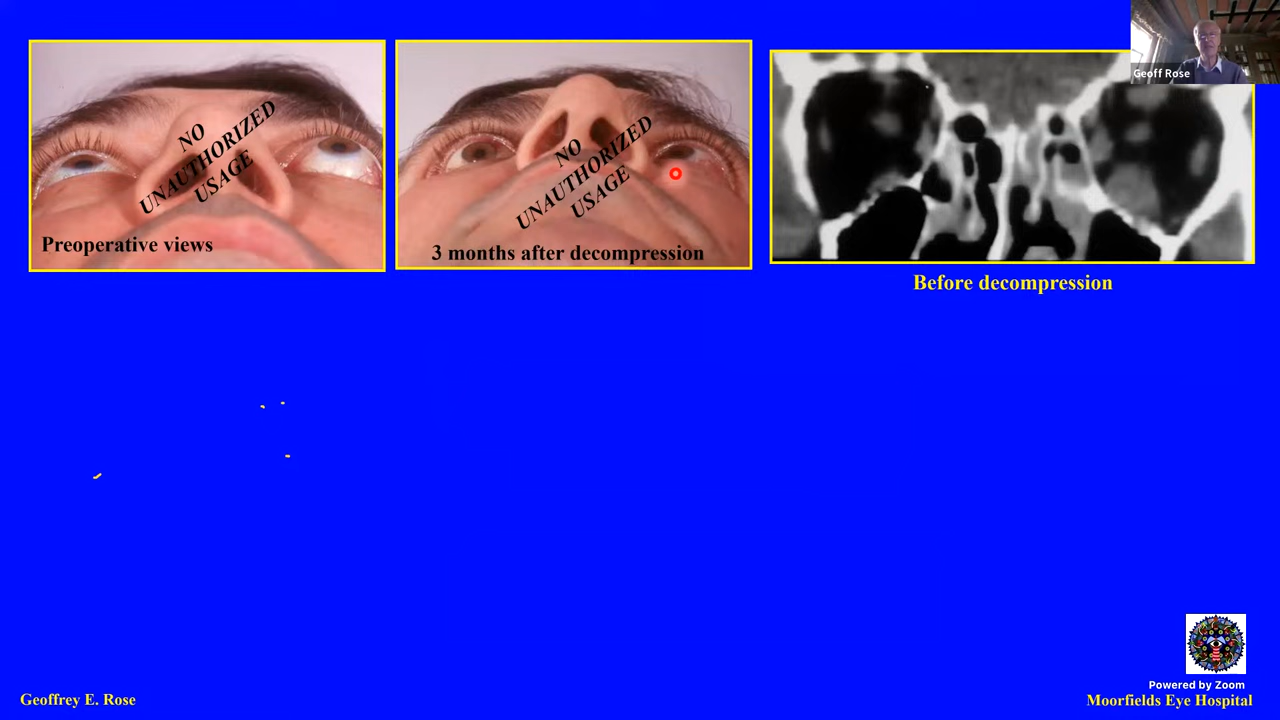 NO
UNAUTHORIZED
USAGE
Preoperative views
NO
UNAUTHORIZED
USAGE
3 months after decompression
Geoff Rose
Before decompression
Powered by Zoom
Geoffrey E. Rose
Moorfields Eye Hospital